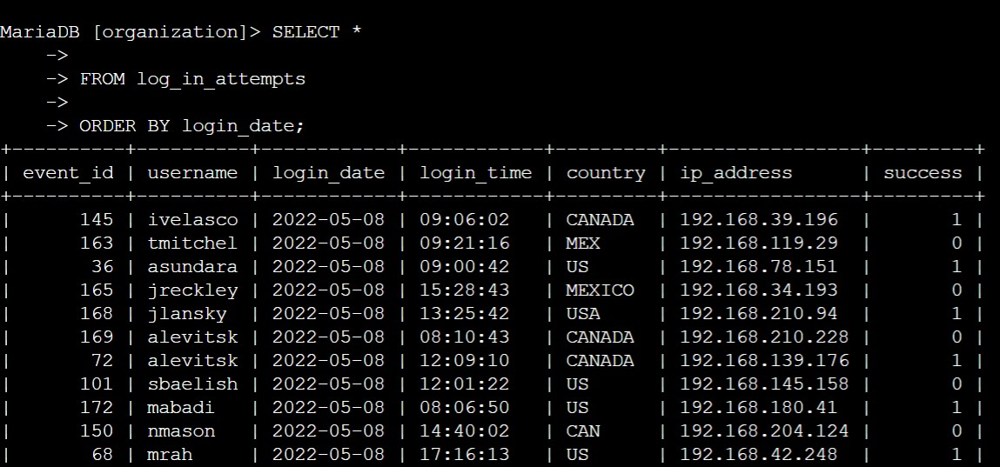 MariaDB [organization]> SELECT *
    ->
    -> FROM log_in_attempts
    ->
    -> ORDER BY login_date;
+----------+----------+------------+------------+---------+-----------------+---------+
| event_id | username | login_date | login_time | country | ip_address      | success |
+----------+----------+------------+------------+---------+-----------------+---------+
|      145 | ivelasco | 2022-05-08 | 09:06:02   | CANADA  | 192.168.39.196  |       1 |
|      163 | tmitchel | 2022-05-08 | 09:21:16   | MEX     | 192.168.119.29  |       0 |
|       36 | asundara | 2022-05-08 | 09:00:42   | US      | 192.168.78.151  |       1 |
|      165 | jreckley | 2022-05-08 | 15:28:43   | MEXICO  | 192.168.34.193  |       0 |
|      168 | jlansky  | 2022-05-08 | 13:25:42   | USA     | 192.168.210.94  |       1 |
|      169 | alevitsk | 2022-05-08 | 08:10:43   | CANADA  | 192.168.210.228 |       0 |
|       72 | alevitsk | 2022-05-08 | 12:09:10   | CANADA  | 192.168.139.176 |       1 |
|      101 | sbaelish | 2022-05-08 | 12:01:22   | US      | 192.168.145.158 |       0 |
|      172 | mabadi   | 2022-05-08 | 08:06:50   | US      | 192.168.180.41  |       1 |
|      150 | nmason   | 2022-05-08 | 14:40:02   | CAN     | 192.168.204.124 |       0 |
|       68 | mrah     | 2022-05-08 | 17:16:13   | US      | 192.168.42.248  |       1 |